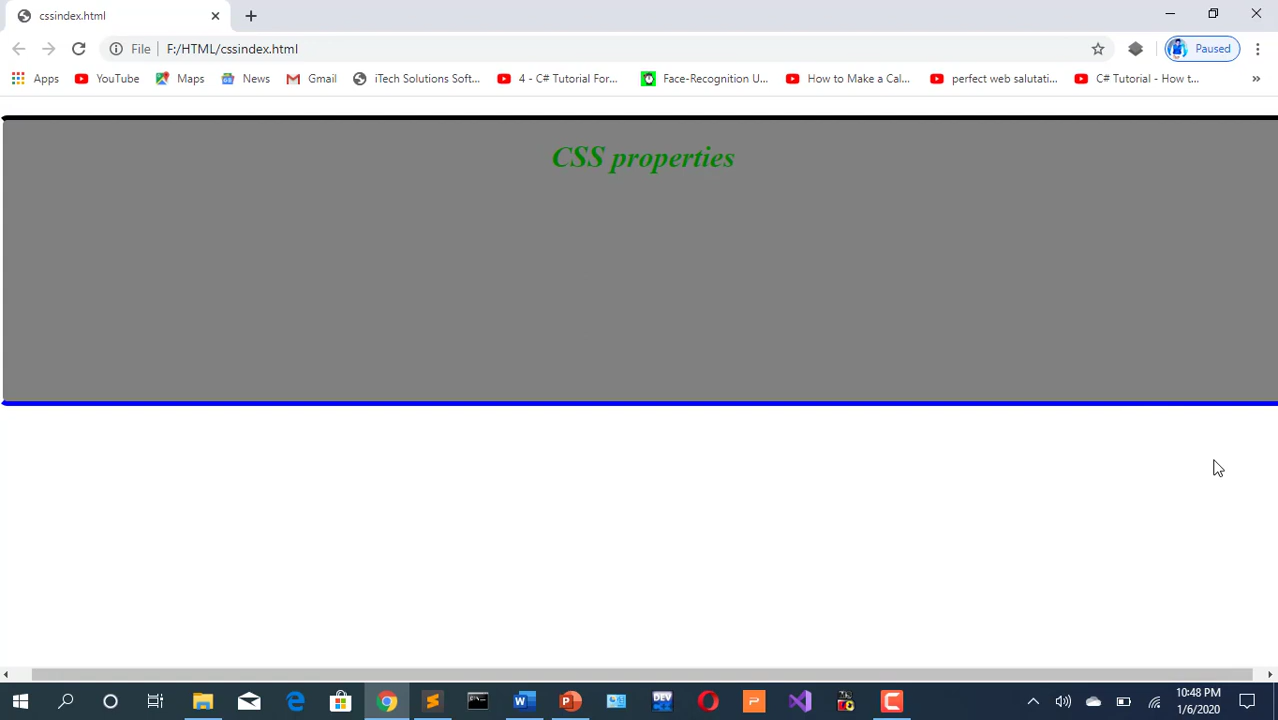 cssindex.html
File F:/HTML/cssindex.html Paused
Apps YouTube Maps News Gmail iTech Solutions Soft... 4 - C# Tutorial For... Face-Recognition U... How to Make a Cal... perfect web salutati... C# Tutorial - How t...
CSS properties
10:48 PM
1/6/2020